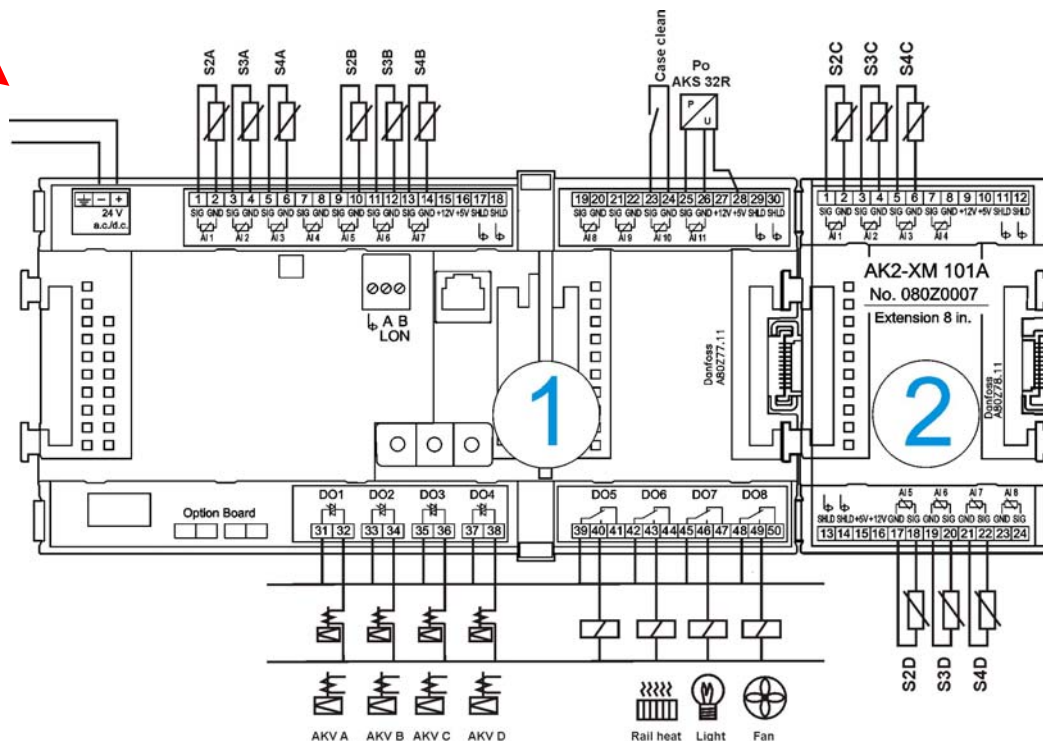 S2A S3A S4A S2B S3B S4B Case clean Po S2C S3C S4C
AKS 32R
P
U
− +
24 V
a.c./d.c.
1 2 3 4 5 6 7 8 9 10 11 12 13 14 15 16 17 18
SIG GND SIG GND SIG GND SIG GND SIG GND SIG GND SIG GND +12V +5V SHLD SHLD
AI 1 AI 2 AI 3 AI 4 AI 5 AI 6 AI 7
19 20 21 22 23 24 25 26 27 28 29 30
SIG GND SIG GND SIG GND SIG GND +12V +5V SHLD SHLD
AI 8 AI 9 AI 10 AI 11
1 2 3 4 5 6 7 8 9 10 11 12
SIG GND SIG GND SIG GND SIG GND +12V +5V SHLD SHLD
AI 1 AI 2 AI 3 AI 4
A B
LON
AK2-XM 101A
No. 080Z0007
Extension 8 in.
Danfoss
A80Z77.11
Danfoss
A80Z78.11
1
2
Option Board
DO1 DO2 DO3 DO4
31 32 33 34 35 36 37 38
DO5 DO6 DO7 DO8
39 40 41 42 43 44 45 46 47 48 49 50
AI 5 AI 6 AI 7 AI 8
SHLD SHLD +5V +12V GND SIG GND SIG GND SIG GND SIG
13 14 15 16 17 18 19 20 21 22 23 24
S2D S3D S4D
AKV A AKV B AKV C AKV D Rail heat Light Fan